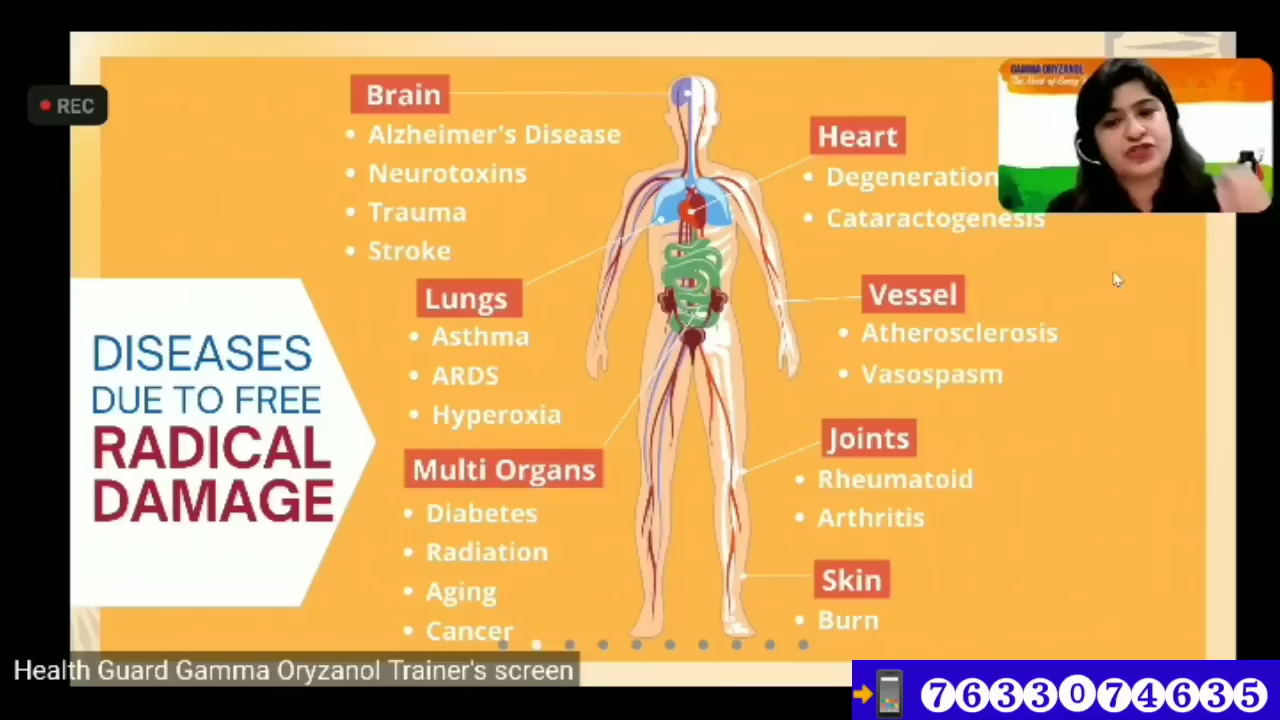 REC
Brain
• Alzheimer's Disease
• Neurotoxins
• Trauma
• Stroke
Lungs
• Asthma
• ARDS
• Hyperoxia
Multi Organs
• Diabetes
• Radiation
• Aging
• Cancer
DISEASES
DUE TO FREE
RADICAL
DAMAGE
Heart
• Degeneration
• Cataractogenesis
Vessel
• Atherosclerosis
• Vasospasm
Joints
• Rheumatoid
• Arthritis
Skin
• Burn
GAMMA ORYZANOL
Health Guard Gamma Oryzanol Trainer's screen
7633074635